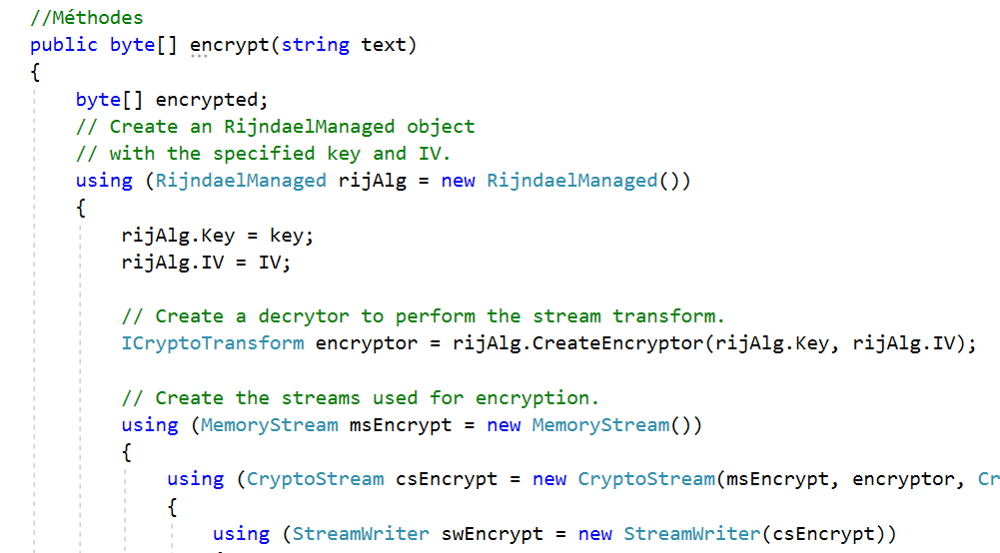 //Méthodes
public byte[] encrypt(string text)
{
byte[] encrypted;
// Create an RijndaelManaged object
// with the specified key and IV.
using (RijndaelManaged rijAlg = new RijndaelManaged())
{
rijAlg.Key = key;
rijAlg.IV = IV;
// Create a decrytor to perform the stream transform.
ICryptoTransform encryptor = rijAlg.CreateEncryptor(rijAlg.Key, rijAlg.IV);
// Create the streams used for encryption.
using (MemoryStream msEncrypt = new MemoryStream())
{
using (CryptoStream csEncrypt = new CryptoStream(msEncrypt, encryptor, Cr
{
using (StreamWriter swEncrypt = new StreamWriter(csEncrypt))